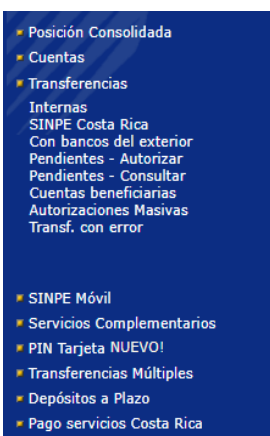 Posición Consolidada
Cuentas
Transferencias
Internas
SINPE Costa Rica
Con bancos del exterior
Pendientes - Autorizar
Pendientes - Consultar
Cuentas beneficiarias
Autorizaciones Masivas
Transf. con error
SINPE Móvil
Servicios Complementarios
PIN Tarjeta NUEVO!
Transferencias Múltiples
Depósitos a Plazo
Pago servicios Costa Rica